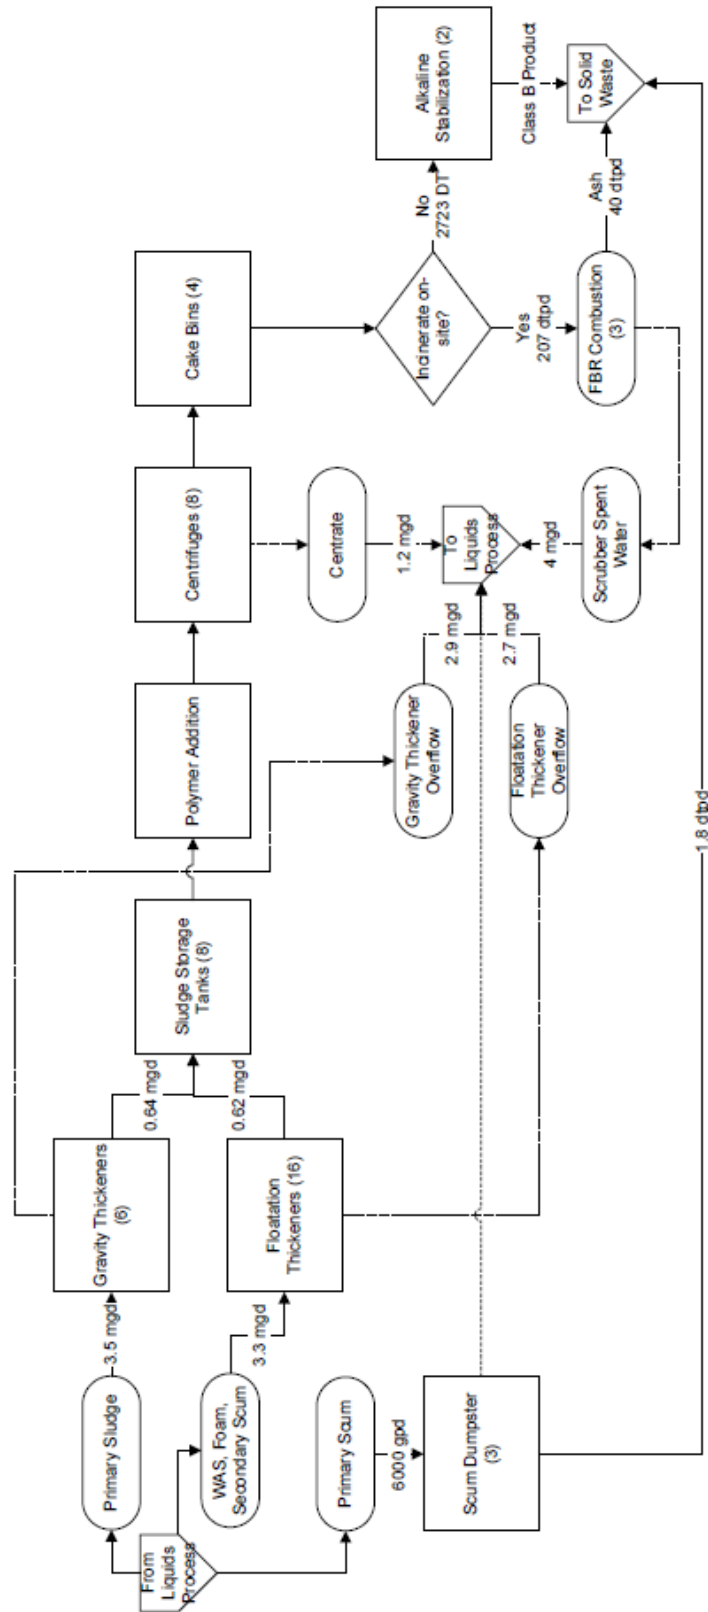 From
Liquids
Process
Primary Sludge
3.5 mgd
Gravity Thickeners
(6)
0.64 mgd
WAS, Foam,
Secondary Scum
3.3 mgd
Floatation
Thickeners (16)
0.62 mgd
Primary Scum
6000 gpd
Scum Dumpster
(3)
Sludge Storage
Tanks (8)
Polymer Addition
Centrifuges (8)
Cake Bins (4)
Gravity Thickener
Overflow
2.9 mgd
Floatation
Thickener
Overflow
2.7 mgd
Centrate
1.2 mgd
To
Liquids
Process
4 mgd
Scrubber Spent
Water
Incinerate on-
site?
No
2723 DT
Yes
207 dtpd
Alkaline
Stabilization (2)
Class B Product
FBR Combustion
(3)
Ash
40 dtpd
To Solid
Waste
1.8 dtpd